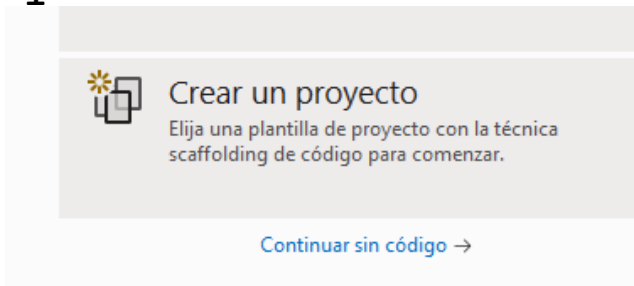 Crear un proyecto
Elija una plantilla de proyecto con la técnica
scaffolding de código para comenzar.
Continuar sin código →